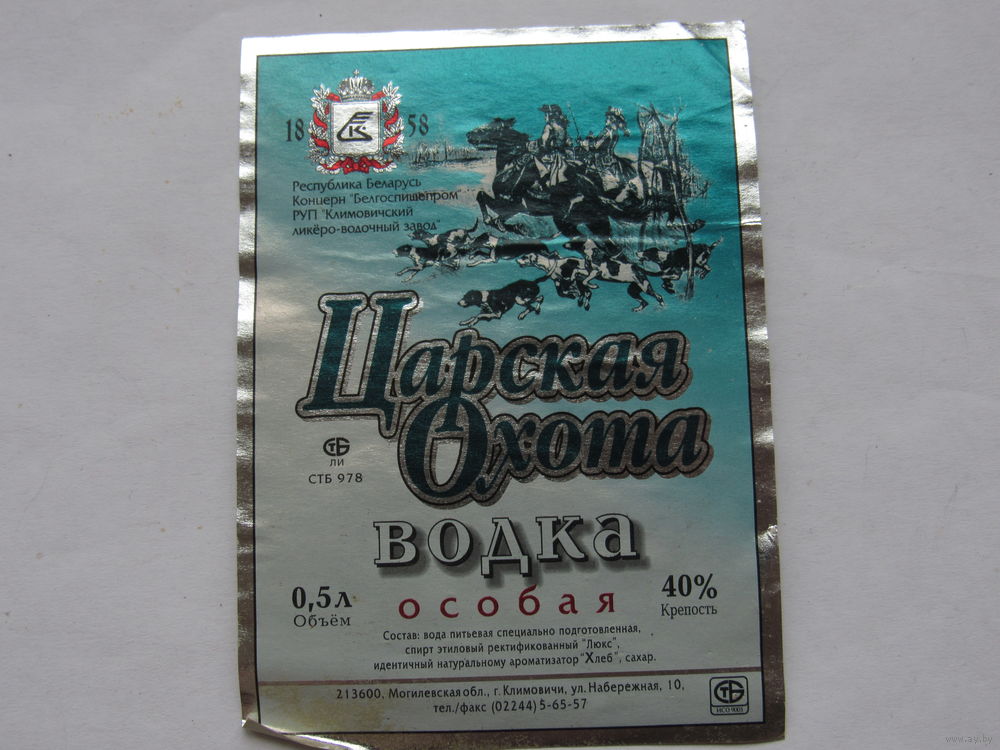 18 58
Республика Беларусь
Концерн "Белгоспищепром"
РУП "Климовичский
ликёро-водочный завод"
Царская
Охота
СТБ
ЛИ
СТБ 978
водка
особая
0,5л
Объём
40%
Крепость
Состав: вода питьевая специально подготовленная,
спирт этиловый ректификованный "Люкс",
идентичный натуральному ароматизатор "Хлеб", сахар.
213600, Могилевская обл., г. Климовичи, ул. Набережная, 10,
тел./факс (02244) 5-65-57
СТБ
ИСО 9001
www.ay.by